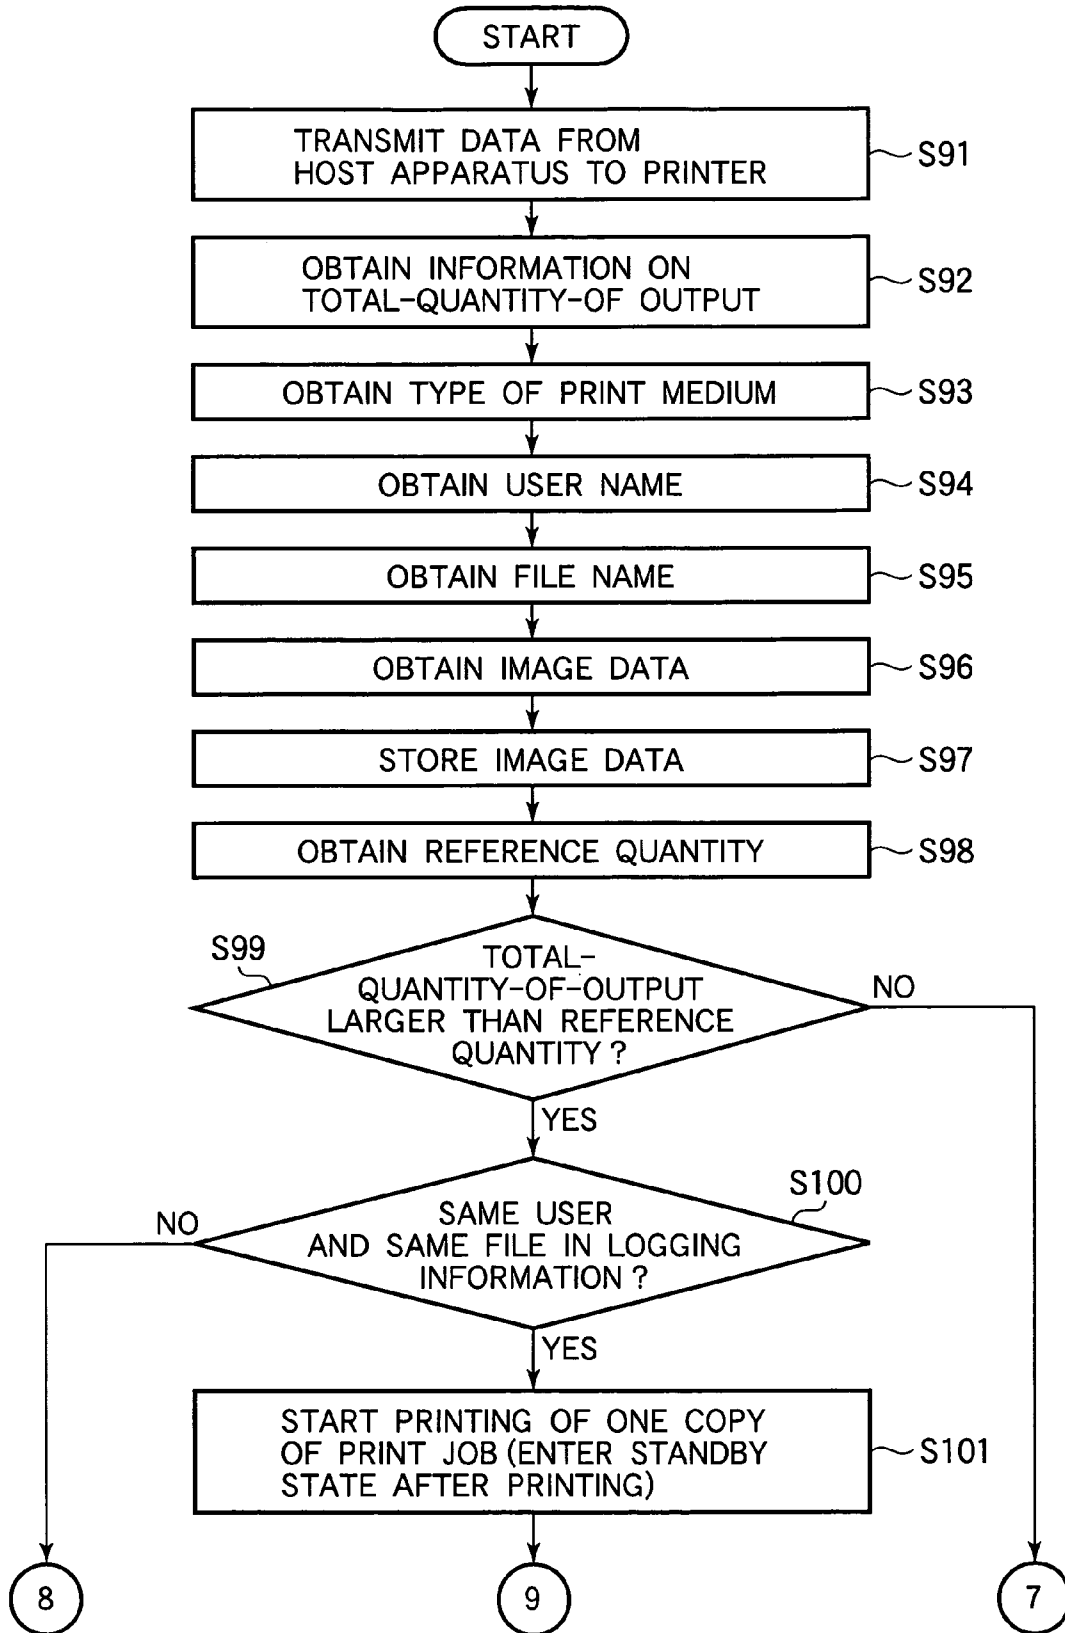 START
TRANSMIT DATA FROM
HOST APPARATUS TO PRINTER
S91
OBTAIN INFORMATION ON
TOTAL-QUANTITY-OF OUTPUT
S92
OBTAIN TYPE OF PRINT MEDIUM
S93
OBTAIN USER NAME
S94
OBTAIN FILE NAME
S95
OBTAIN IMAGE DATA
S96
STORE IMAGE DATA
S97
OBTAIN REFERENCE QUANTITY
S98
S99
TOTAL-
QUANTITY-OF-OUTPUT
LARGER THAN REFERENCE
QUANTITY?
NO
YES
S100
SAME USER
AND SAME FILE IN LOGGING
INFORMATION?
NO
YES
START PRINTING OF ONE COPY
OF PRINT JOB (ENTER STANDBY
STATE AFTER PRINTING)
S101
8
9
7